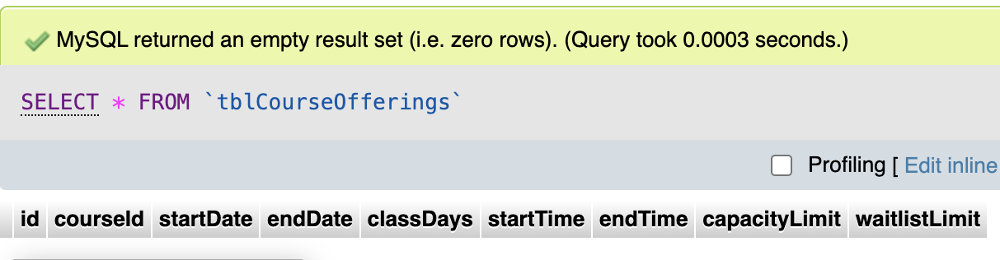 MySQL returned an empty result set (i.e. zero rows). (Query took 0.0003 seconds.)
SELECT * FROM `tblCourseOfferings`
Profiling [ Edit inline
id courseId startDate endDate classDays startTime endTime capacityLimit waitlistLimit